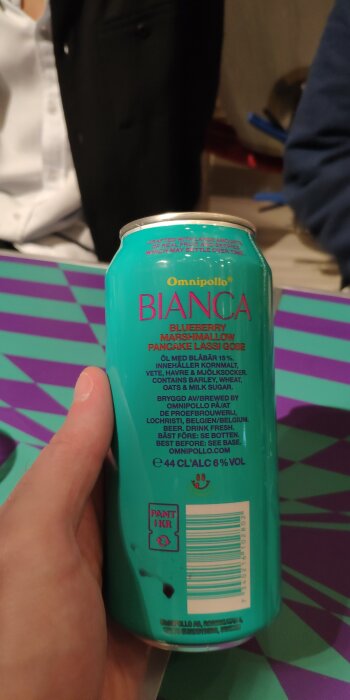 Omnipollo®
BIANCA
BLUEBERRY
MARSHMALLOW
PANCAKE LASSI GOSE
ÖL MED BLÅBÄR 15%.
INNEHÅLLER KORNMALT,
VETE, HAVRE & MJÖLKSOCKER.
CONTAINS BARLEY, WHEAT,
OATS & MILK SUGAR.
BRYGGD AV/BREWED BY
OMNIPOLLO PÅ/AT
DE PROEFBROUWERIJ,
LOCHRISTI, BELGIEN/BELGIUM.
BEER. DRINK FRESH.
BÄST FÖRE: SE BOTTEN.
BEST BEFORE: SEE BASE.
OMNIPOLLO.COM
℮ 44 CL*ALC 6% VOL
PANT
1 KR